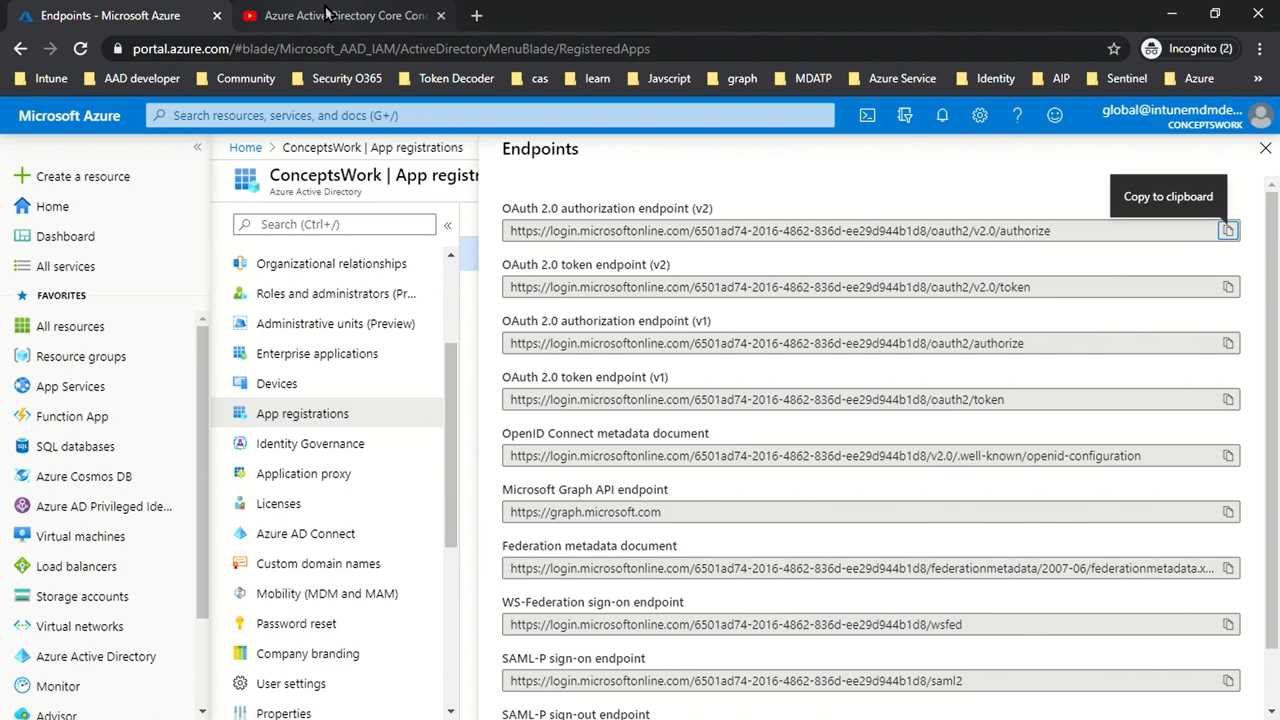 Endpoints - Microsoft Azure
Azure Active Directory Core Con
portal.azure.com/#blade/Microsoft_AAD_IAM/ActiveDirectoryMenuBlade/RegisteredApps
Incognito (2)
Intune
AAD developer
Community
Security O365
Token Decoder
cas
learn
Javscript
graph
MDATP
Azure Service
Identity
AIP
Sentinel
Azure
»
Microsoft Azure
Search resources, services, and docs (G+/)
global@intunemdmde...
CONCEPTSWORK
«
Create a resource
Home
Dashboard
All services
FAVORITES
All resources
Resource groups
App Services
Function App
SQL databases
Azure Cosmos DB
Azure AD Privileged Ide...
Virtual machines
Load balancers
Storage accounts
Virtual networks
Azure Active Directory
Monitor
Advisor
Home > ConceptsWork | App registrations
ConceptsWork | App regist
Azure Active Directory
Search (Ctrl+/)
«
Organizational relationships
Roles and administrators (Pr...
Administrative units (Preview)
Enterprise applications
Devices
App registrations
Identity Governance
Application proxy
Licenses
Azure AD Connect
Custom domain names
Mobility (MDM and MAM)
Password reset
Company branding
User settings
Properties
Endpoints
Copy to clipboard
OAuth 2.0 authorization endpoint (v2)
https://login.microsoftonline.com/6501ad74-2016-4862-836d-ee29d944b1d8/oauth2/v2.0/authorize
OAuth 2.0 token endpoint (v2)
https://login.microsoftonline.com/6501ad74-2016-4862-836d-ee29d944b1d8/oauth2/v2.0/token
OAuth 2.0 authorization endpoint (v1)
https://login.microsoftonline.com/6501ad74-2016-4862-836d-ee29d944b1d8/oauth2/authorize
OAuth 2.0 token endpoint (v1)
https://login.microsoftonline.com/6501ad74-2016-4862-836d-ee29d944b1d8/oauth2/token
OpenID Connect metadata document
https://login.microsoftonline.com/6501ad74-2016-4862-836d-ee29d944b1d8/v2.0/.well-known/openid-configuration
Microsoft Graph API endpoint
https://graph.microsoft.com
Federation metadata document
https://login.microsoftonline.com/6501ad74-2016-4862-836d-ee29d944b1d8/federationmetadata/2007-06/federationmetadata.x...
WS-Federation sign-on endpoint
https://login.microsoftonline.com/6501ad74-2016-4862-836d-ee29d944b1d8/wsfed
SAML-P sign-on endpoint
https://login.microsoftonline.com/6501ad74-2016-4862-836d-ee29d944b1d8/saml2
SAML-P sign-out endpoint